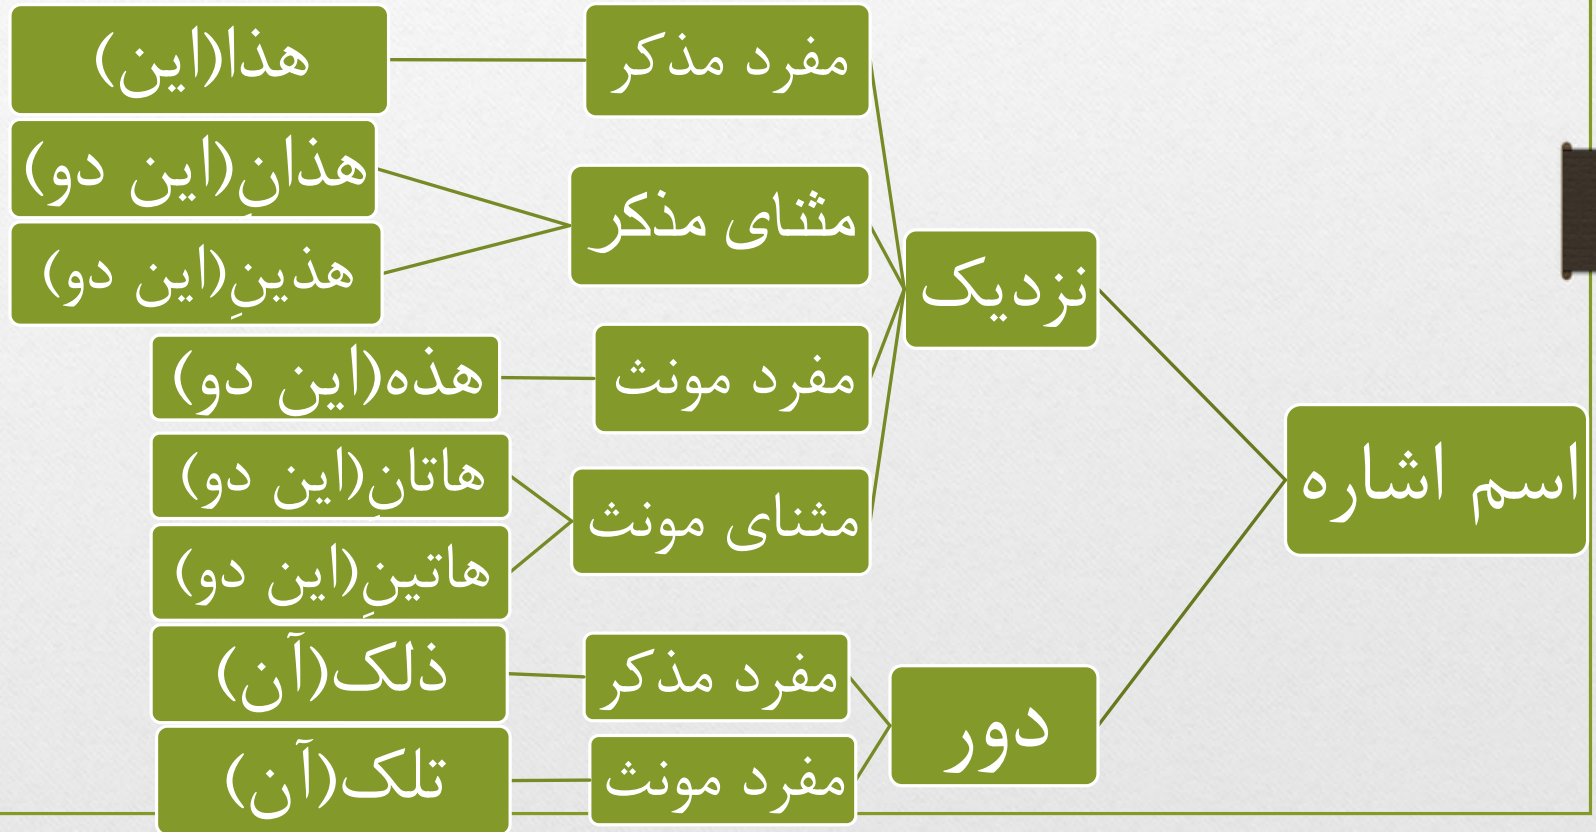 اسم اشاره
نزدیک
مفرد مذکر
هذا(این)
مثنای مذکر
هذانِ(این دو)
هذینِ(این دو)
مفرد مونث
هذه(این دو)
مثنای مونث
هاتانِ(این دو)
هاتینِ(این دو)
دور
مفرد مذکر
ذلک(آن)
مفرد مونث
تلک(آن)